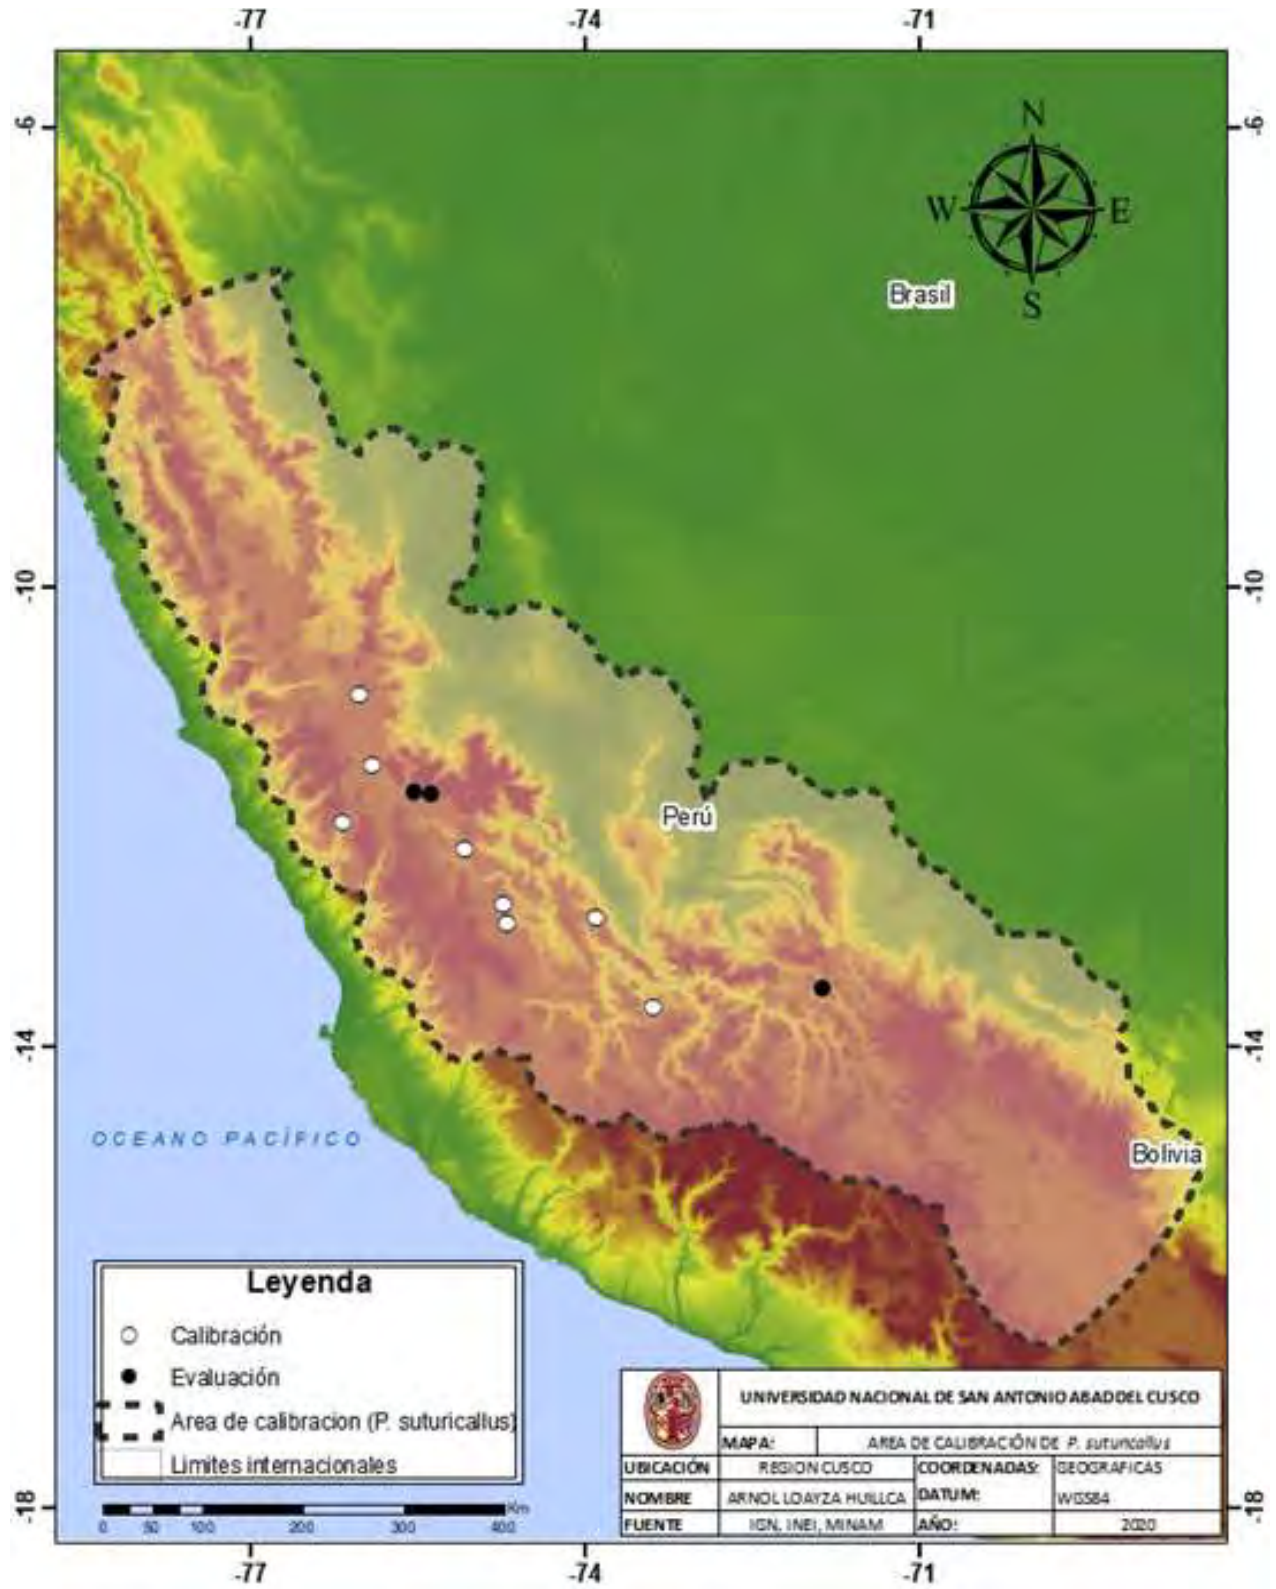 -77 -74 -71
-6 -6
N
W E
S
Brasil
-10 -10
Perú
-14 -14
OCEANO PACÍFICO
Bolivia
Leyenda
Calibración
Evaluación
Area de calibracion (P. suturicallus)
Limites internacionales
Km
0 50 100 200 300 400
UNIVERSIDAD NACIONAL DE SAN ANTONIO ABAD DEL CUSCO
MAPA: AREA DE CALIBRACIÓN DE P. suturicallus
UBICACIÓN REGION CUSCO COORDENADAS: GEOGRAFICAS
NOMBRE ARNOL LOAYZA HUILLCA DATUM: WGS84
FUENTE IGN, INEI, MINAM AÑO: 2020
-18 -18
-77 -74 -71